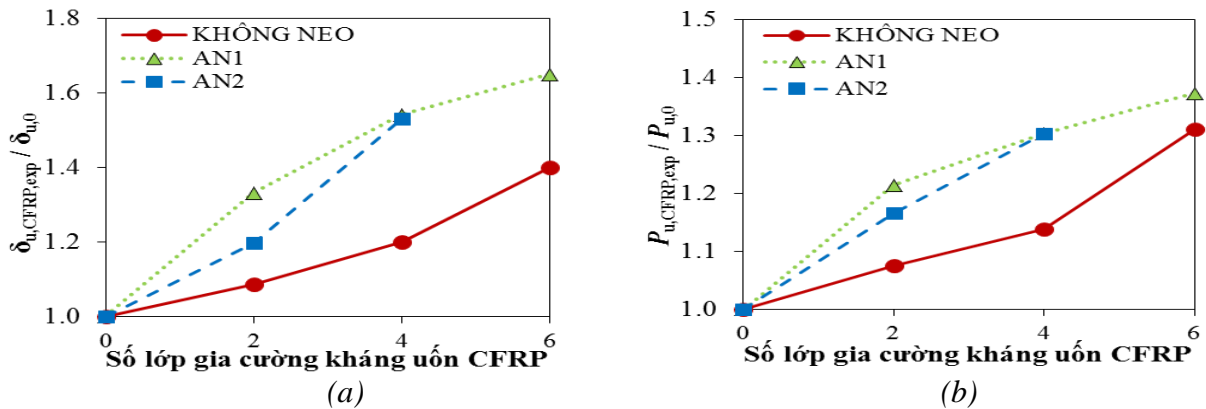 1.8
KHÔNG NEO
AN1
AN2
1.6
1.4
1.2
1.0
0
2
4
6
δu,CFRP,exp / δu,0
Số lớp gia cường kháng uốn CFRP
(a)
1.5
KHÔNG NEO
AN1
AN2
1.4
1.3
1.2
1.1
1.0
0
2
4
6
Pu,CFRP,exp / Pu,0
Số lớp gia cường kháng uốn CFRP
(b)